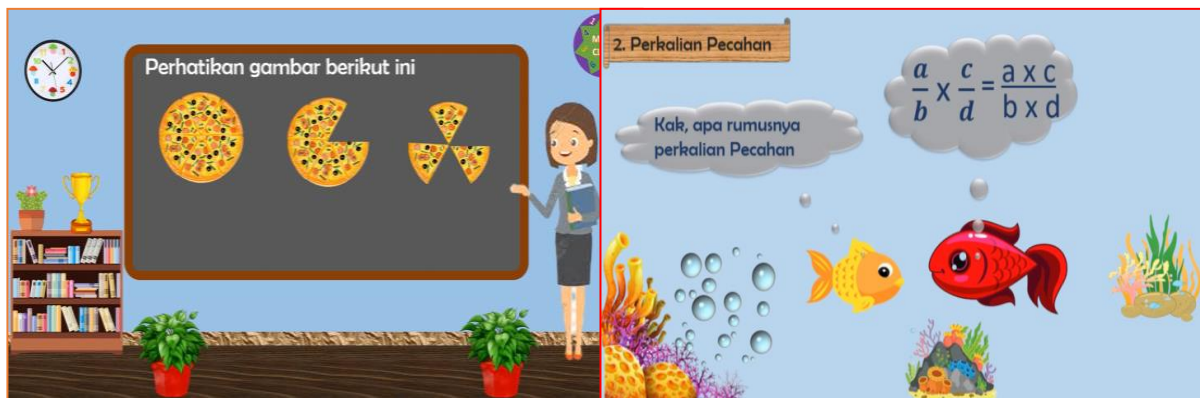 Perhatikan gambar berikut ini
2. Perkalian Pecahan
Kak, apa rumusnya
perkalian Pecahan
a/b x c/d = a x c / b x d